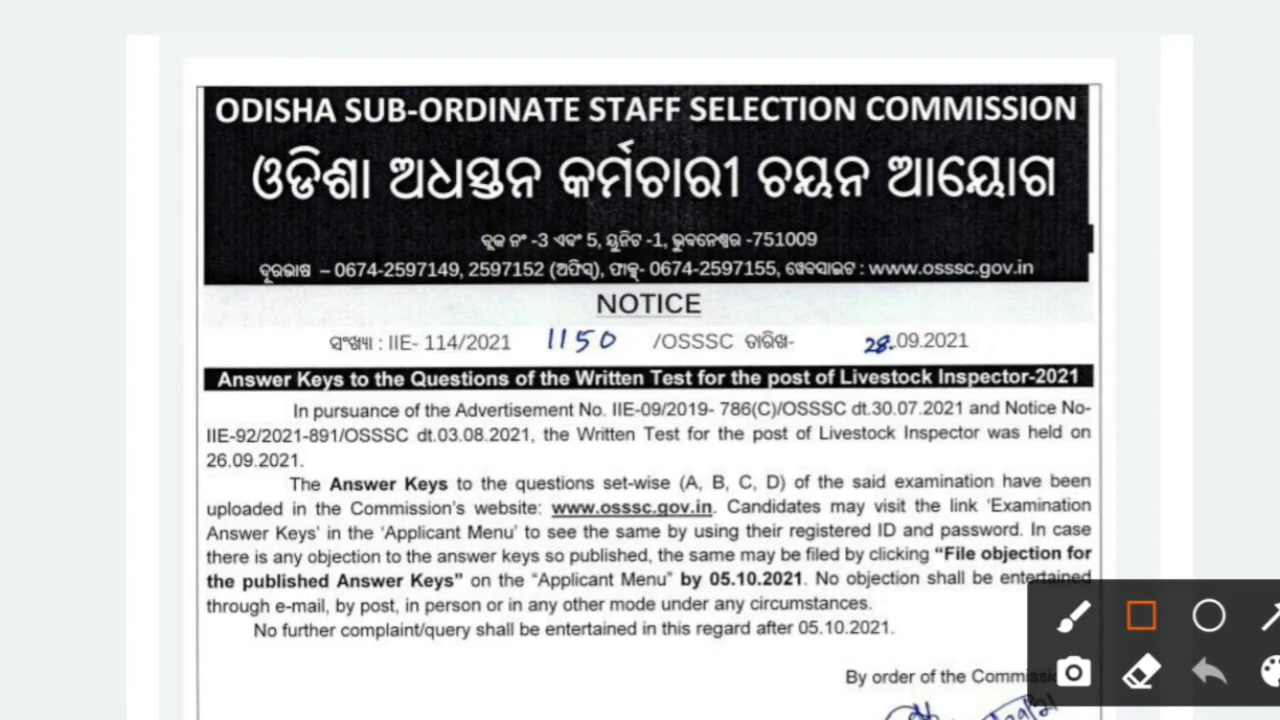 ODISHA SUB-ORDINATE STAFF SELECTION COMMISSION
ଓଡିଶା ଅଧସ୍ତନ କର୍ମଚାରୀ ଚୟନ ଆୟୋଗ
ବ୍ଲକ ନଂ -3 ଏବଂ 5, ୟୁନିଟ -1, ଭୁବନେଶ୍ୱର -751009
ଦୂରଭାଷ – 0674-2597149, 2597152 (ଅଫିସ୍), ଫାକ୍ସ- 0674-2597155, ୱେବସାଇଟ : www.osssc.gov.in
NOTICE
ସଂଖ୍ୟା : IIE- 114/2021 1150 /OSSSC ତାରିଖ- 28.09.2021
Answer Keys to the Questions of the Written Test for the post of Livestock Inspector-2021
In pursuance of the Advertisement No. IIE-09/2019- 786(C)/OSSSC dt.30.07.2021 and Notice No-
IIE-92/2021-891/OSSSC dt.03.08.2021, the Written Test for the post of Livestock Inspector was held on
26.09.2021.
The Answer Keys to the questions set-wise (A, B, C, D) of the said examination have been
uploaded in the Commission's website: www.osssc.gov.in. Candidates may visit the link 'Examination
Answer Keys' in the 'Applicant Menu' to see the same by using their registered ID and password. In case
there is any objection to the answer keys so published, the same may be filed by clicking "File objection for
the published Answer Keys" on the "Applicant Menu" by 05.10.2021. No objection shall be entertained
through e-mail, by post, in person or in any other mode under any circumstances.
No further complaint/query shall be entertained in this regard after 05.10.2021.
By order of the Commis